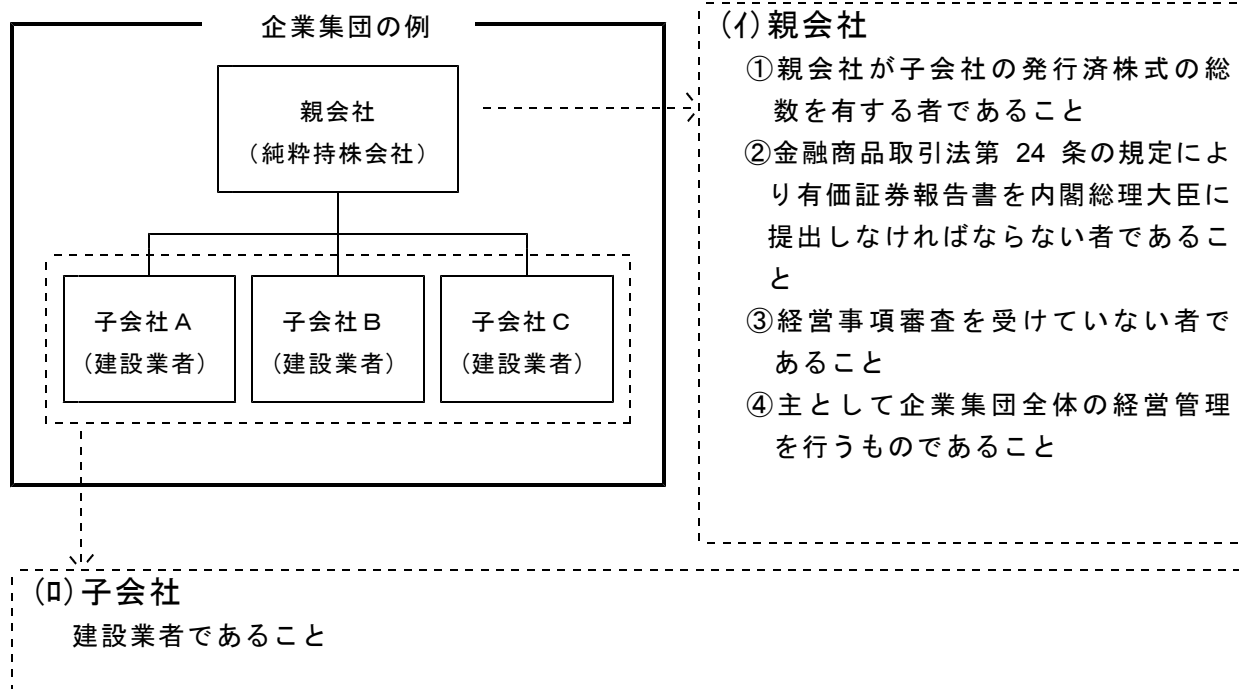 企業集団の例
親会社
（純粋持株会社）
子会社Ａ
（建設業者）
子会社Ｂ
（建設業者）
子会社Ｃ
（建設業者）
(ｲ)親会社
①親会社が子会社の発行済株式の総
数を有する者であること
②金融商品取引法第 24 条の規定によ
り有価証券報告書を内閣総理大臣に
提出しなければならない者であるこ
と
③経営事項審査を受けていない者で
あること
④主として企業集団全体の経営管理
を行うものであること
(ﾛ)子会社
建設業者であること